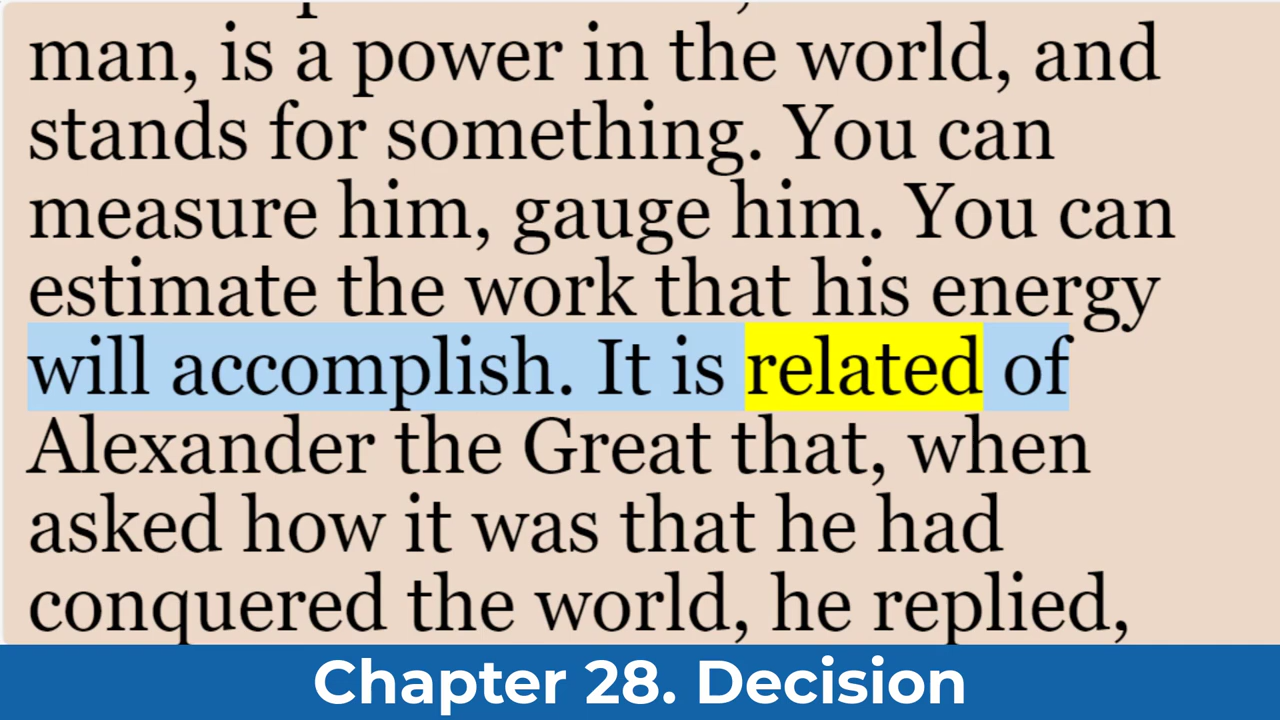 man, is a power in the world, and
stands for something. You can
measure him, gauge him. You can
estimate the work that his energy
will accomplish. It is related of
Alexander the Great that, when
asked how it was that he had
conquered the world, he replied,
Chapter 28. Decision